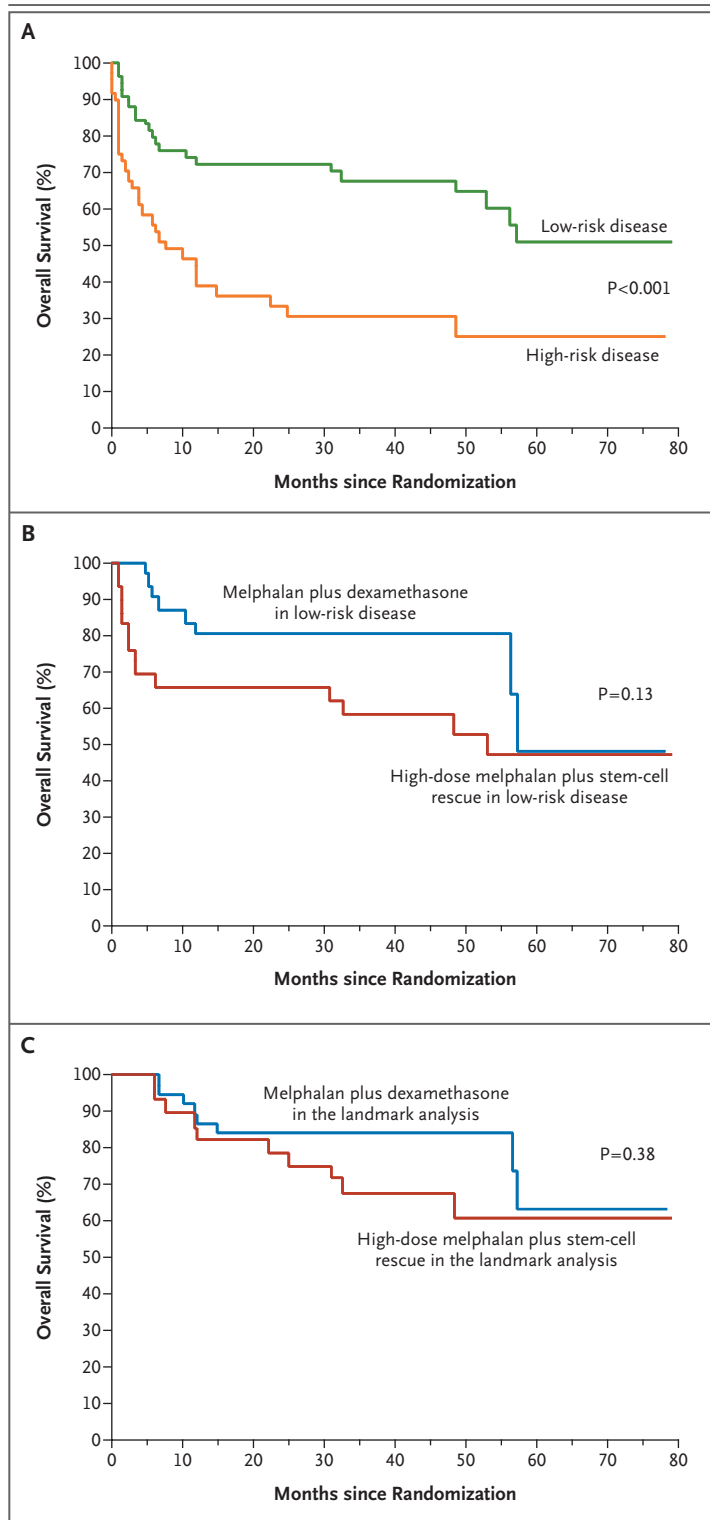 A
Overall Survival (%)
100
90
80
70
60
50
40
30
20
10
0
Low-risk disease
P<0.001
High-risk disease
0 10 20 30 40 50 60 70 80
Months since Randomization
B
Overall Survival (%)
100
90
80
70
60
50
40
30
20
10
0
Melphalan plus dexamethasone
in low-risk disease
P=0.13
High-dose melphalan plus stem-cell
rescue in low-risk disease
0 10 20 30 40 50 60 70 80
Months since Randomization
C
Overall Survival (%)
100
90
80
70
60
50
40
30
20
10
0
Melphalan plus dexamethasone
in the landmark analysis
P=0.38
High-dose melphalan plus stem-cell
rescue in the landmark analysis
0 10 20 30 40 50 60 70 80
Months since Randomization